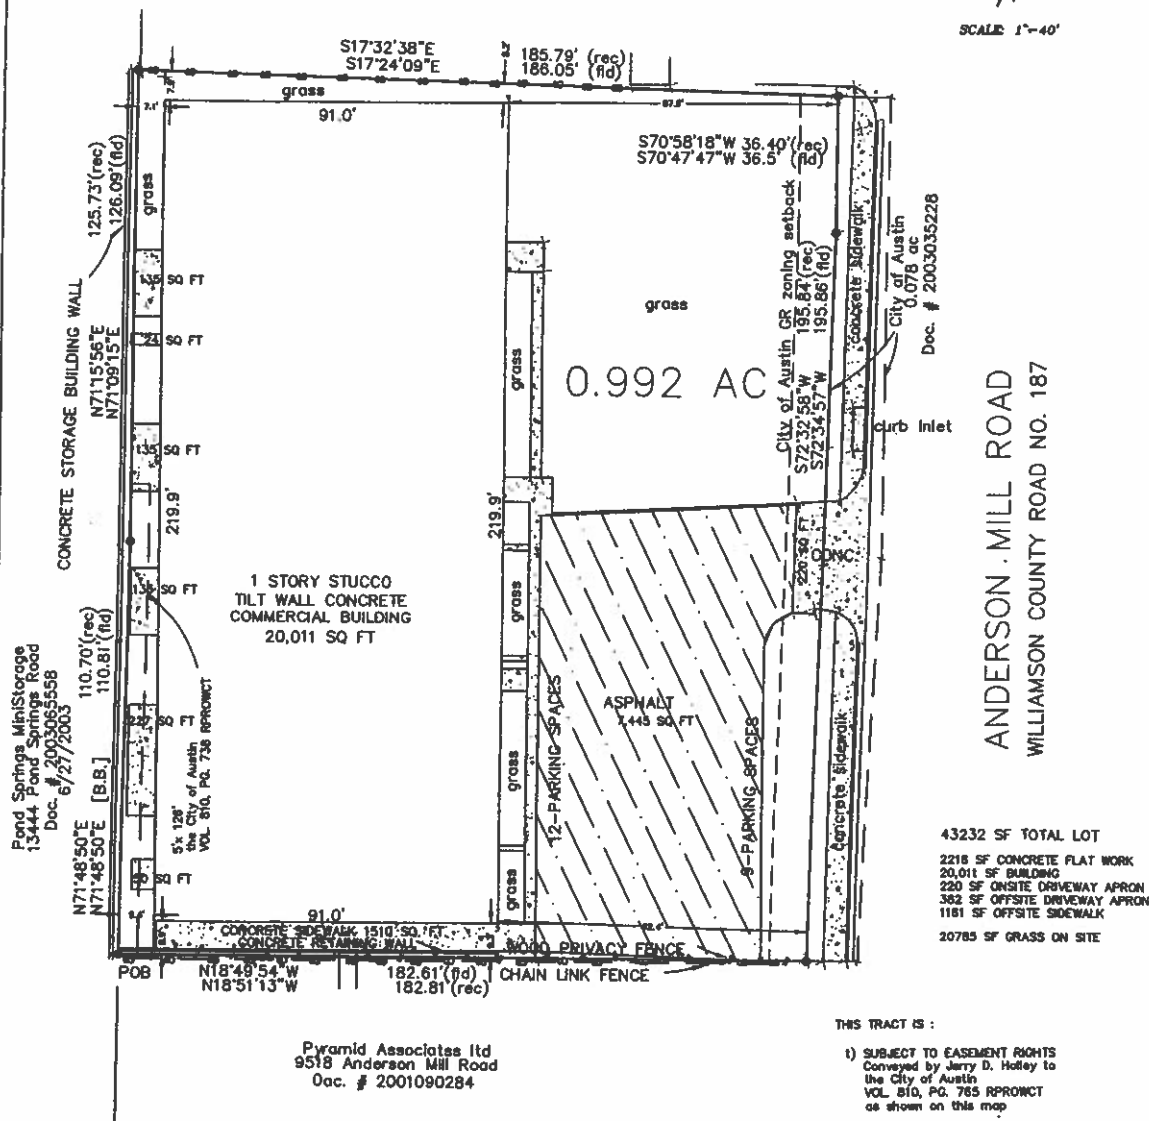 SCALE: 1"-40'
S17°32'38"E
S17°24'09"E
185.79' (rec)
186.05' (fld)
grass
7.1'
91.0'
S70°58'18"W 36.40'(rec)
S70°47'47"W 36.5' (fld)
125.73'(rec)
126.09'(fld)
grass
CONCRETE STORAGE BUILDING WALL
N71°15'56"E
N71°09'15"E
135 SQ FT
24 SQ FT
135 SQ FT
219.9'
135 SQ FT
227 SQ FT
SQ FT
grass
0.992 AC
City of Austin GR zoning setback
195.84'(rec)
195.86'(fld)
S72°32'58"W
S72°34'57"W
concrete sidewalk
City of Austin
0.078 ac
Doc. # 2003035228
curb Inlet
ANDERSON MILL ROAD
WILLIAMSON COUNTY ROAD NO. 187
grass
219.9'
1 STORY STUCCO
TILT WALL CONCRETE
COMMERCIAL BUILDING
20,011 SQ FT
220 SQ FT
CONC
grass
ASPHALT
7,445 SQ FT
12-PARKING SPACES
9-PARKING SPACES
grass
grass
concrete sidewalk
Pond Springs MiniStorage
13444 Pond Springs Road
Doc. # 2003065558
6/27/2003
110.70'(rec)
110.81'(fld)
[B.B.]
N71°48'50"E
N71°48'50"E
5'x 126'
the City of Austin
VOL. 810, PG. 738 RPROWCT
91.0'
CONCRETE SIDEWALK 1510 SQ. FT.
CONCRETE RETAINING WALL
WOOD PRIVACY FENCE
CHAIN LINK FENCE
POB
N18°49'54"W
N18°51'13"W
182.61'(fld)
182.81'(rec)
Pyramid Associates ltd
9518 Anderson Mill Road
Doc. # 2001090284
43232 SF TOTAL LOT
2216 SF CONCRETE FLAT WORK
20,011 SF BUILDING
220 SF ONSITE DRIVEWAY APRON
362 SF OFFSITE DRIVEWAY APRON
1181 SF OFFSITE SIDEWALK
20785 SF GRASS ON SITE
THIS TRACT IS :
1) SUBJECT TO EASEMENT RIGHTS
Conveyed by Jerry D. Holley to
the City of Austin
VOL. 810, PG. 765 RPROWCT
as shown on this map